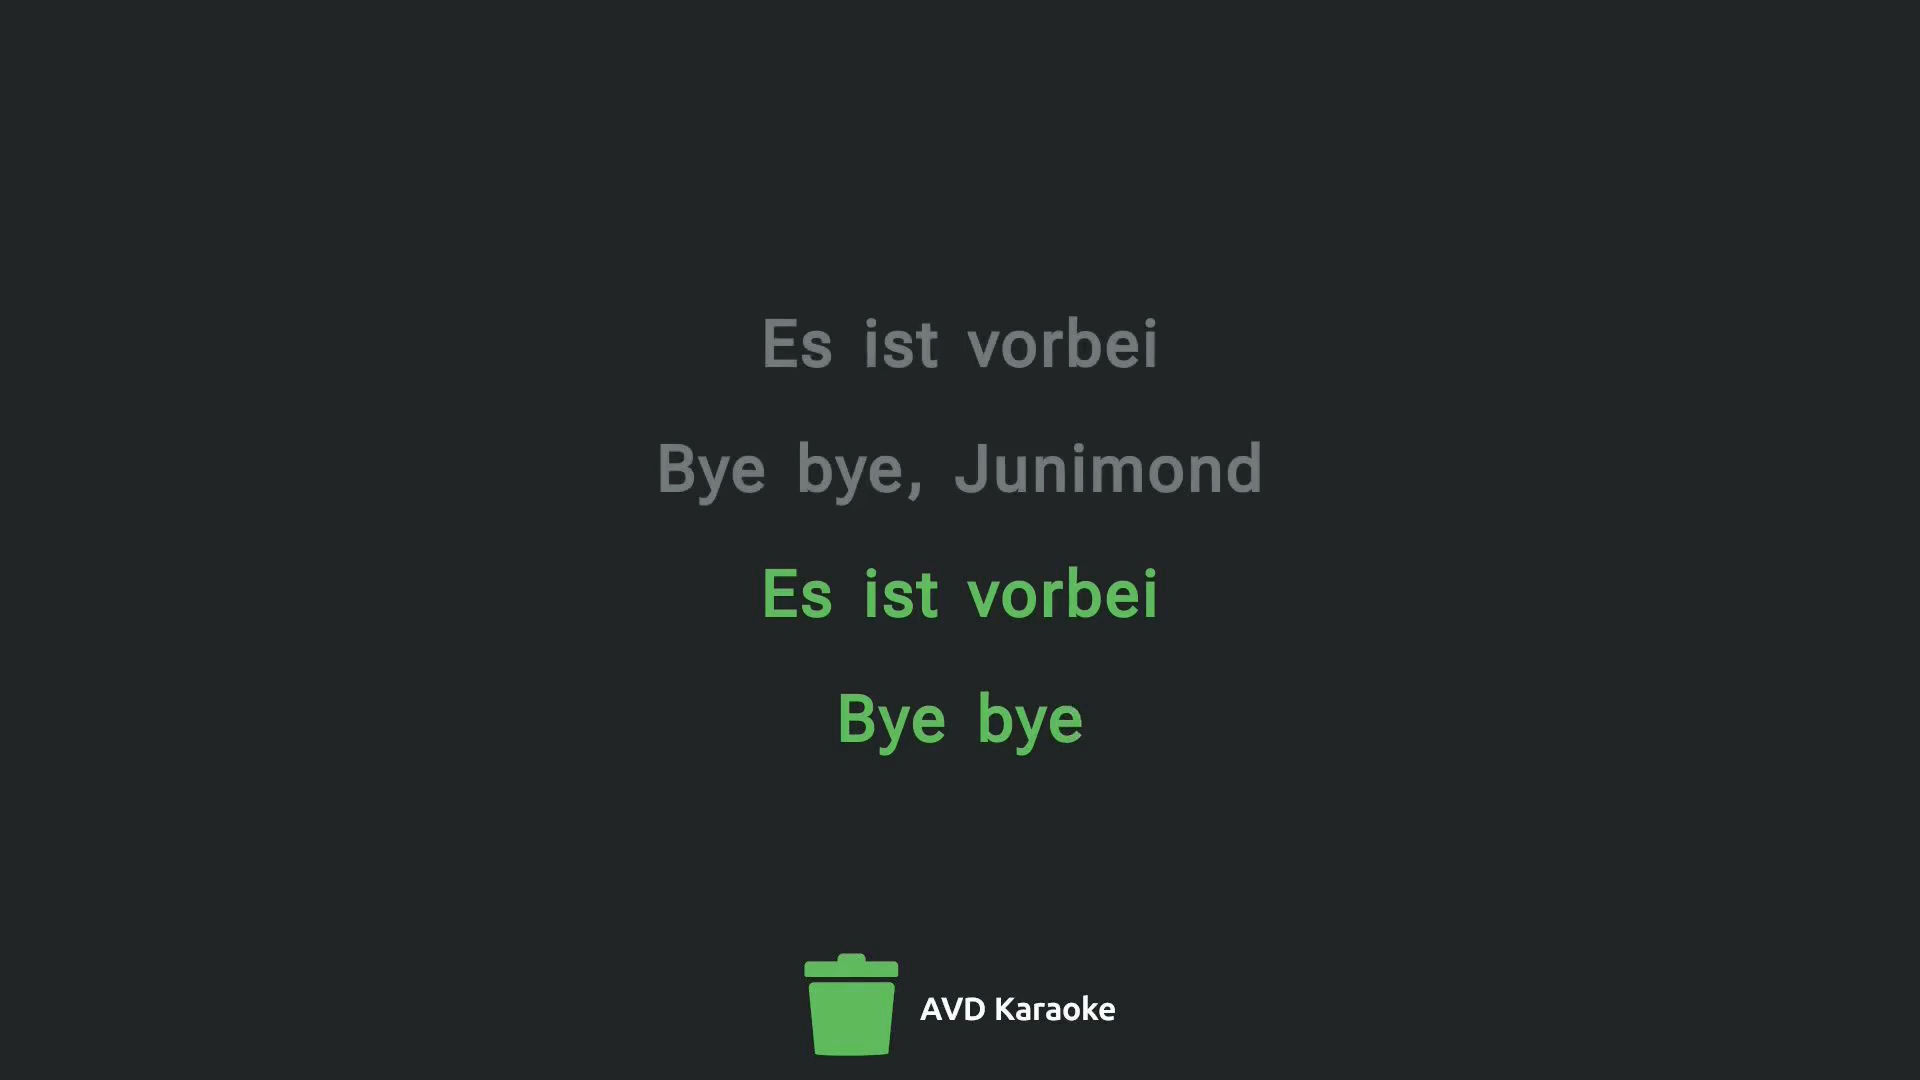 Es ist vorbei
Bye bye, Junimond
Es ist vorbei
Bye bye
AVD Karaoke